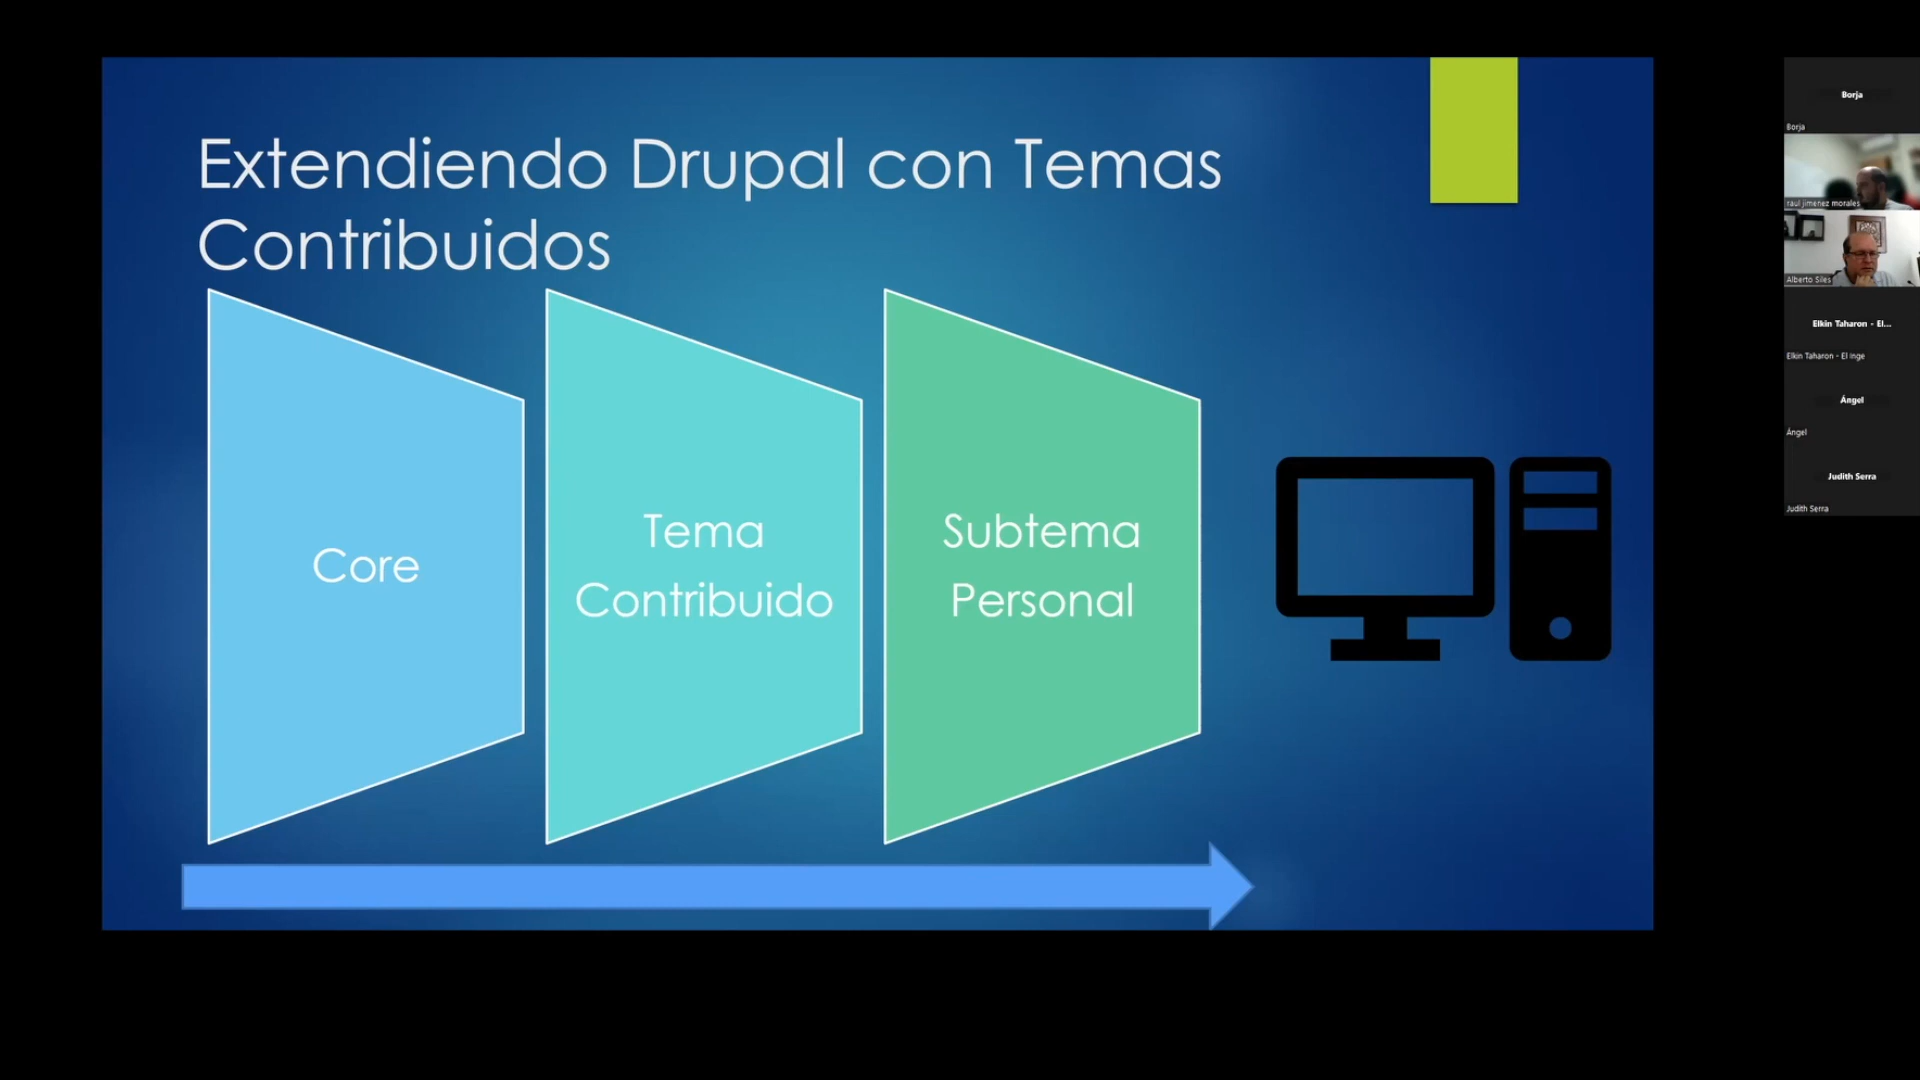 Extendiendo Drupal con Temas
Contribuidos
Core
Tema
Contribuido
Subtema
Personal
Borja
Borja
raul jimenez morales
Alberto Siles
Elkin Taharon - El...
Elkin Taharon - El inge
Ángel
Ángel
Judith Serra
Judith Serra